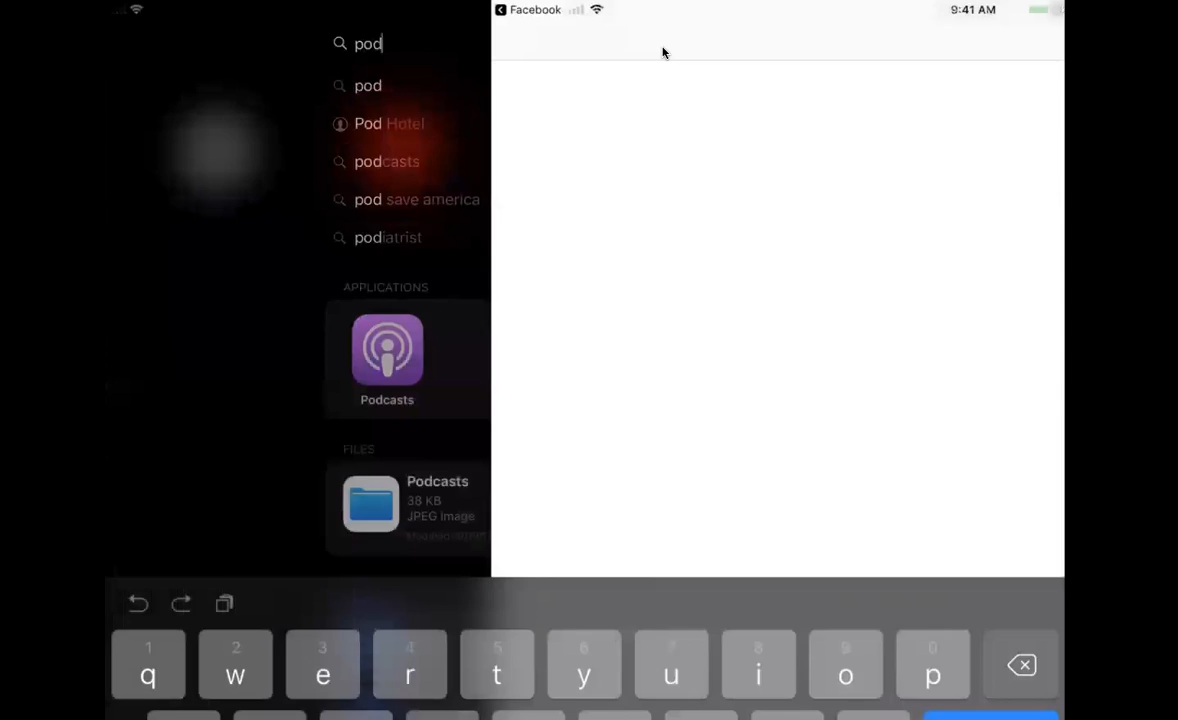 Facebook
9:41 AM
pod
pod
Pod Hotel
podcasts
pod save america
podiatrist
APPLICATIONS
Podcasts
FILES
Podcasts
38 KB
JPEG image
1 2 3 4 5 6 7 8 9 0
q w e r t y u i o p